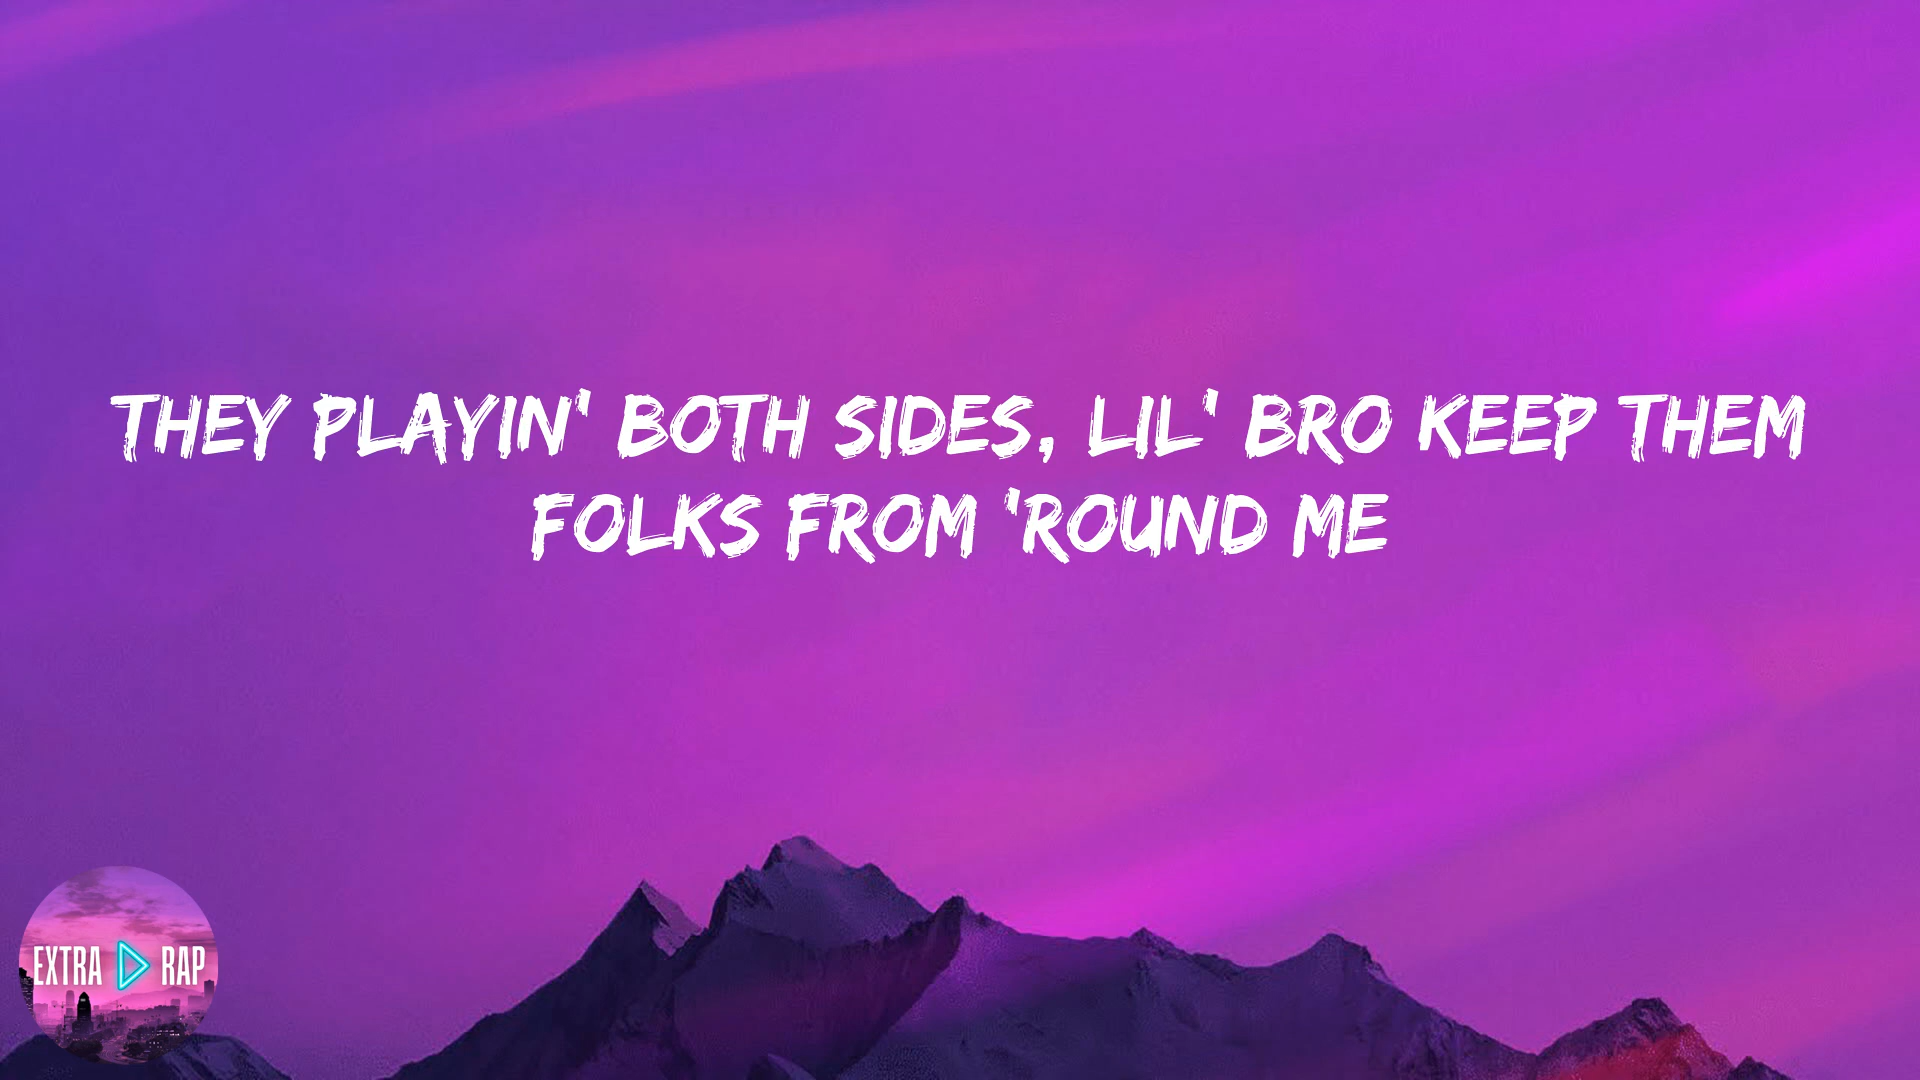 THEY PLAYIN' BOTH SIDES, LIL' BRO KEEP THEM
FOLKS FROM 'ROUND ME
EXTRA RAP